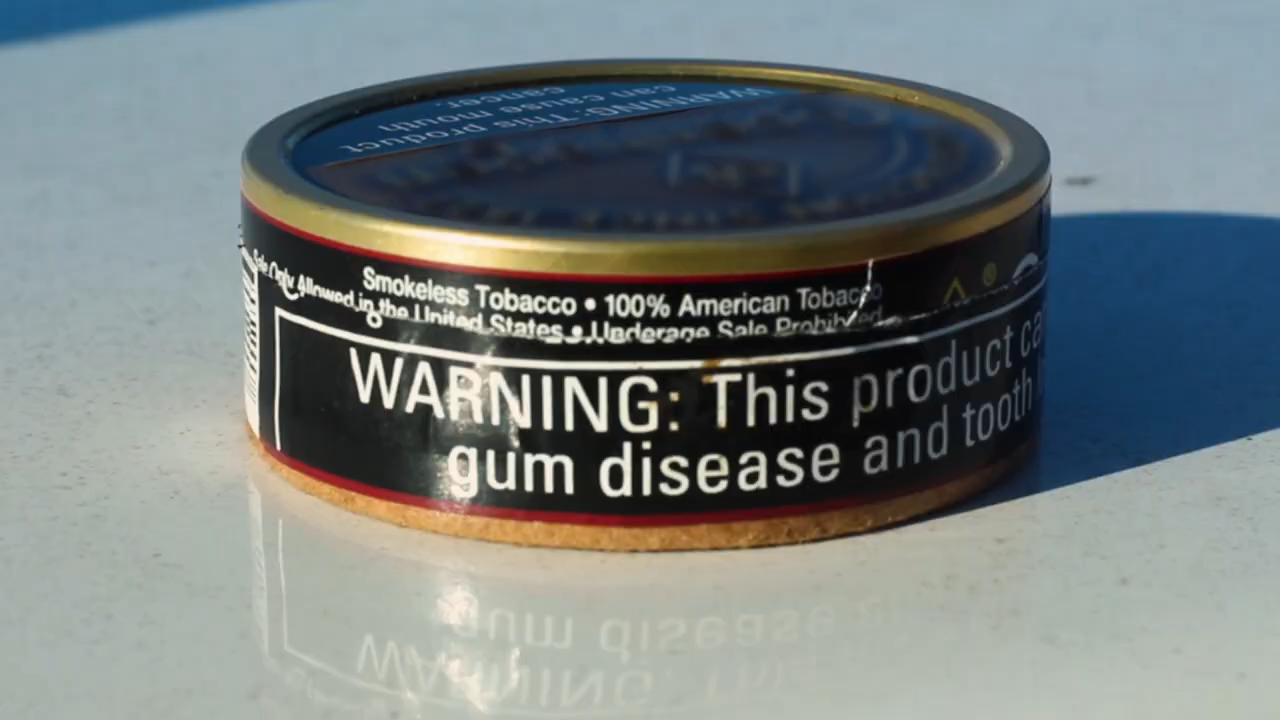 WARNING: This product
can cause mouth
cancer.
Smokeless Tobacco • 100% American Tobacco
Sale Only Allowed in the United States • Underage Sale Prohibited
WARNING: This product ca
gum disease and tooth